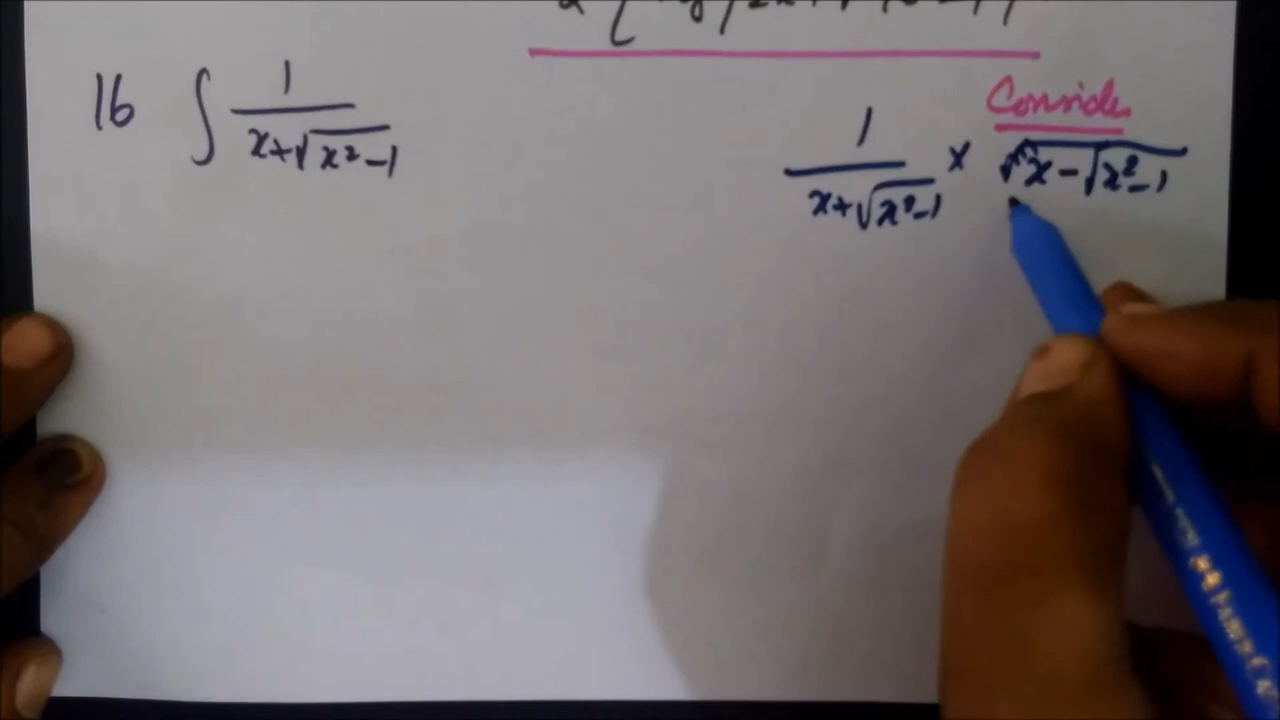 16 ∫ 1/(x+√(x²-1))
Consider
1/(x+√(x²-1)) × √x-√(x²-1)